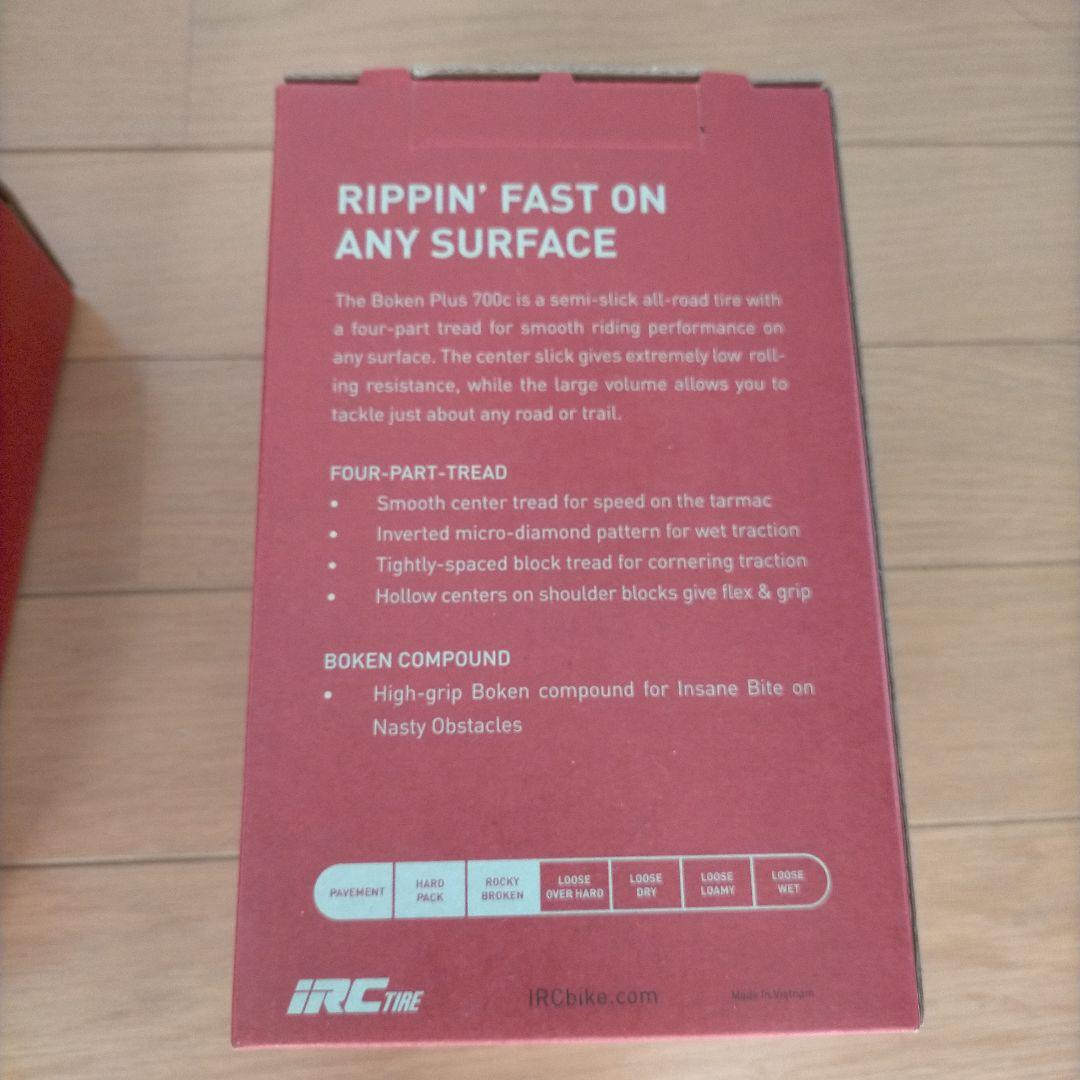 RIPPIN' FAST ON
ANY SURFACE
The Boken Plus 700c is a semi-slick all-road tire with
a four-part tread for smooth riding performance on
any surface. The center slick gives extremely low roll-
ing resistance, while the large volume allows you to
tackle just about any road or trail.
FOUR-PART-TREAD
• Smooth center tread for speed on the tarmac
• Inverted micro-diamond pattern for wet traction
• Tightly-spaced block tread for cornering traction
• Hollow centers on shoulder blocks give flex & grip
BOKEN COMPOUND
• High-grip Boken compound for Insane Bite on
Nasty Obstacles
PAVEMENT
HARD
PACK
ROCKY
BROKEN
LOOSE
OVER HARD
LOOSE
DRY
LOOSE
LOAMY
LOOSE
WET
IRC TIRE
IRCbike.com
Made In Vietnam